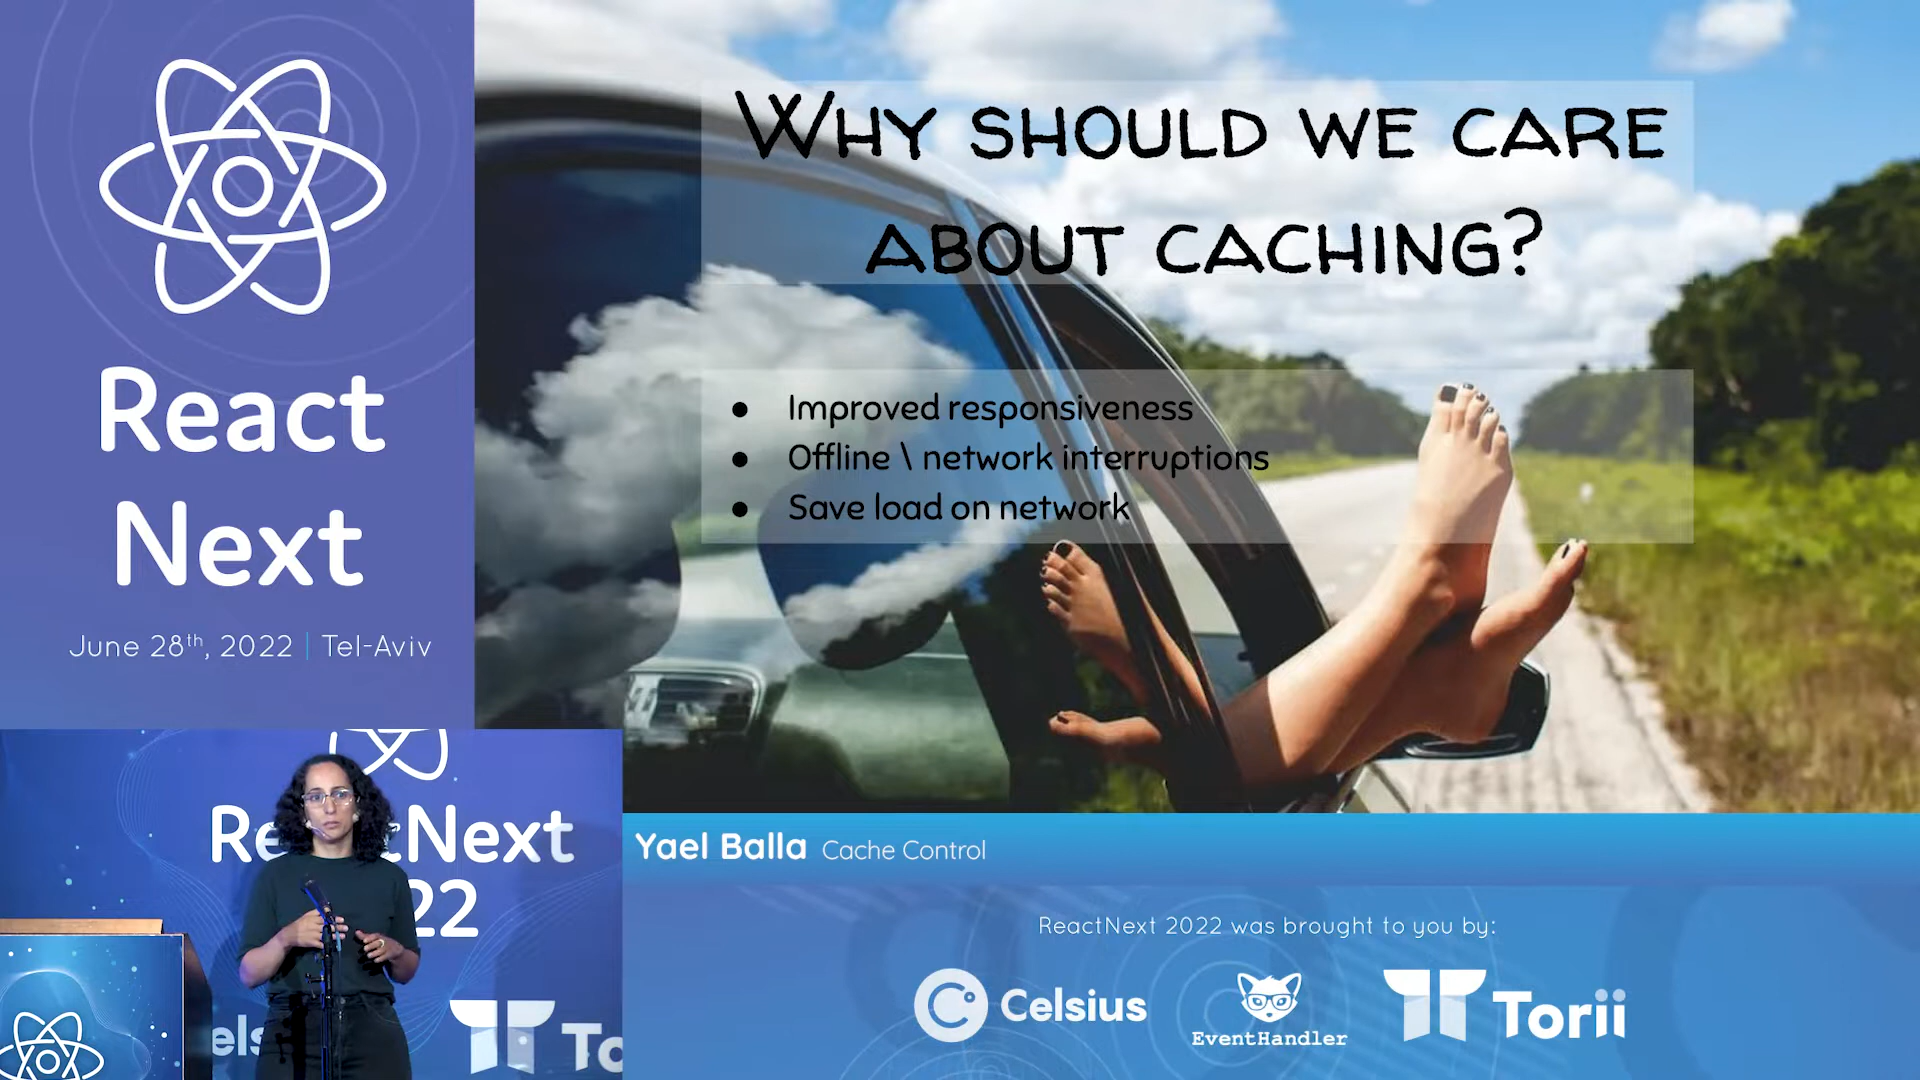 React
Next
June 28th, 2022 | Tel-Aviv
WHY SHOULD WE CARE
ABOUT CACHING?
● Improved responsiveness
● Offline \ network interruptions
● Save load on network
Yael Balla Cache Control
ReactNext 2022 was brought to you by:
Celsius
EventHandler
Torii